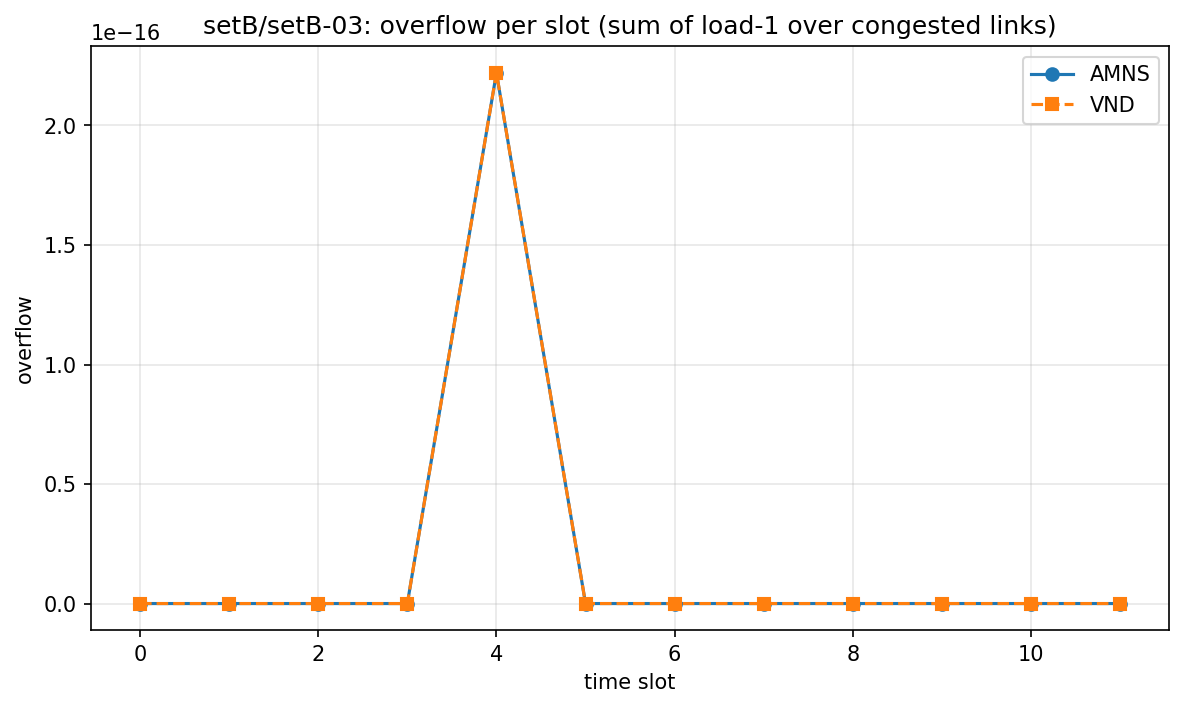 setB/setB-03: overflow per slot (sum of load-1 over congested links)
1e−16
AMNS
VND
2.0
1.5
1.0
0.5
0.0
overflow
0 2 4 6 8 10
time slot